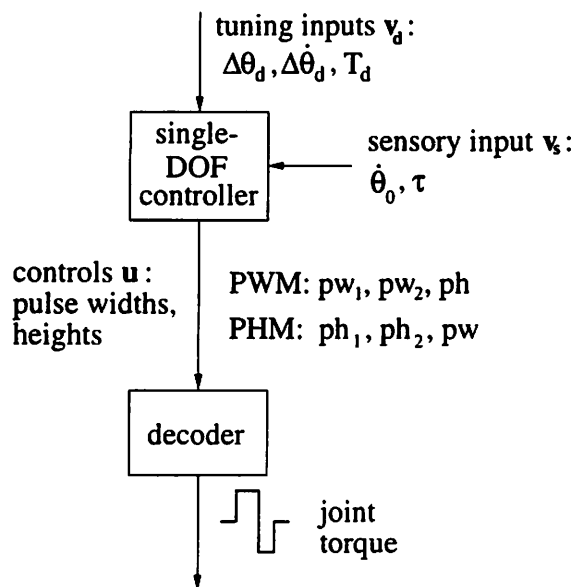 tuning inputs v_d:
Δθ_d, Δθ̇_d, T_d
single-
DOF
controller
sensory input v_s:
θ̇_0, τ
controls u:
pulse widths,
heights
PWM: pw_1, pw_2, ph
PHM: ph_1, ph_2, pw
decoder
joint
torque